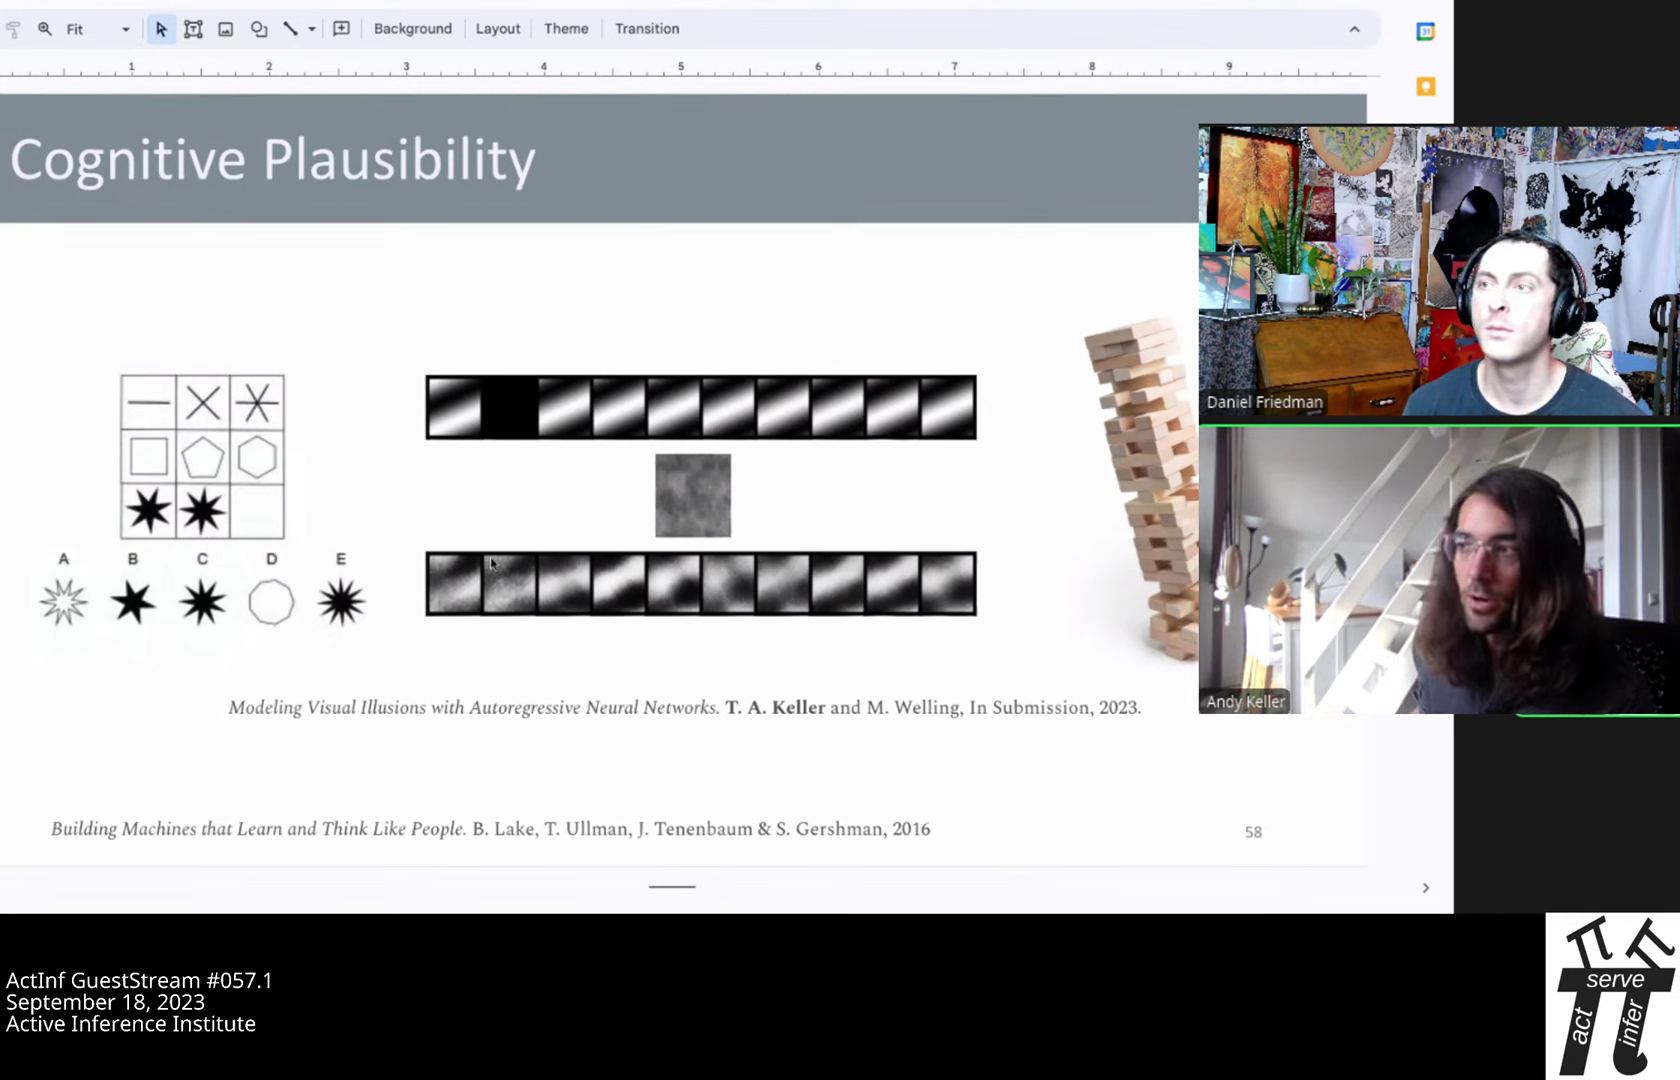 Fit
Background
Layout
Theme
Transition
1 2 3 4 5 6 7 8 9
31
Cognitive Plausibility
A B C D E
Modeling Visual Illusions with Autoregressive Neural Networks. T. A. Keller and M. Welling, In Submission, 2023.
Building Machines that Learn and Think Like People. B. Lake, T. Ullman, J. Tenenbaum & S. Gershman, 2016
58
Daniel Friedman
Andy Keller
ActInf GuestStream #057.1
September 18, 2023
Active Inference Institute
π π
serve
act
infer
π